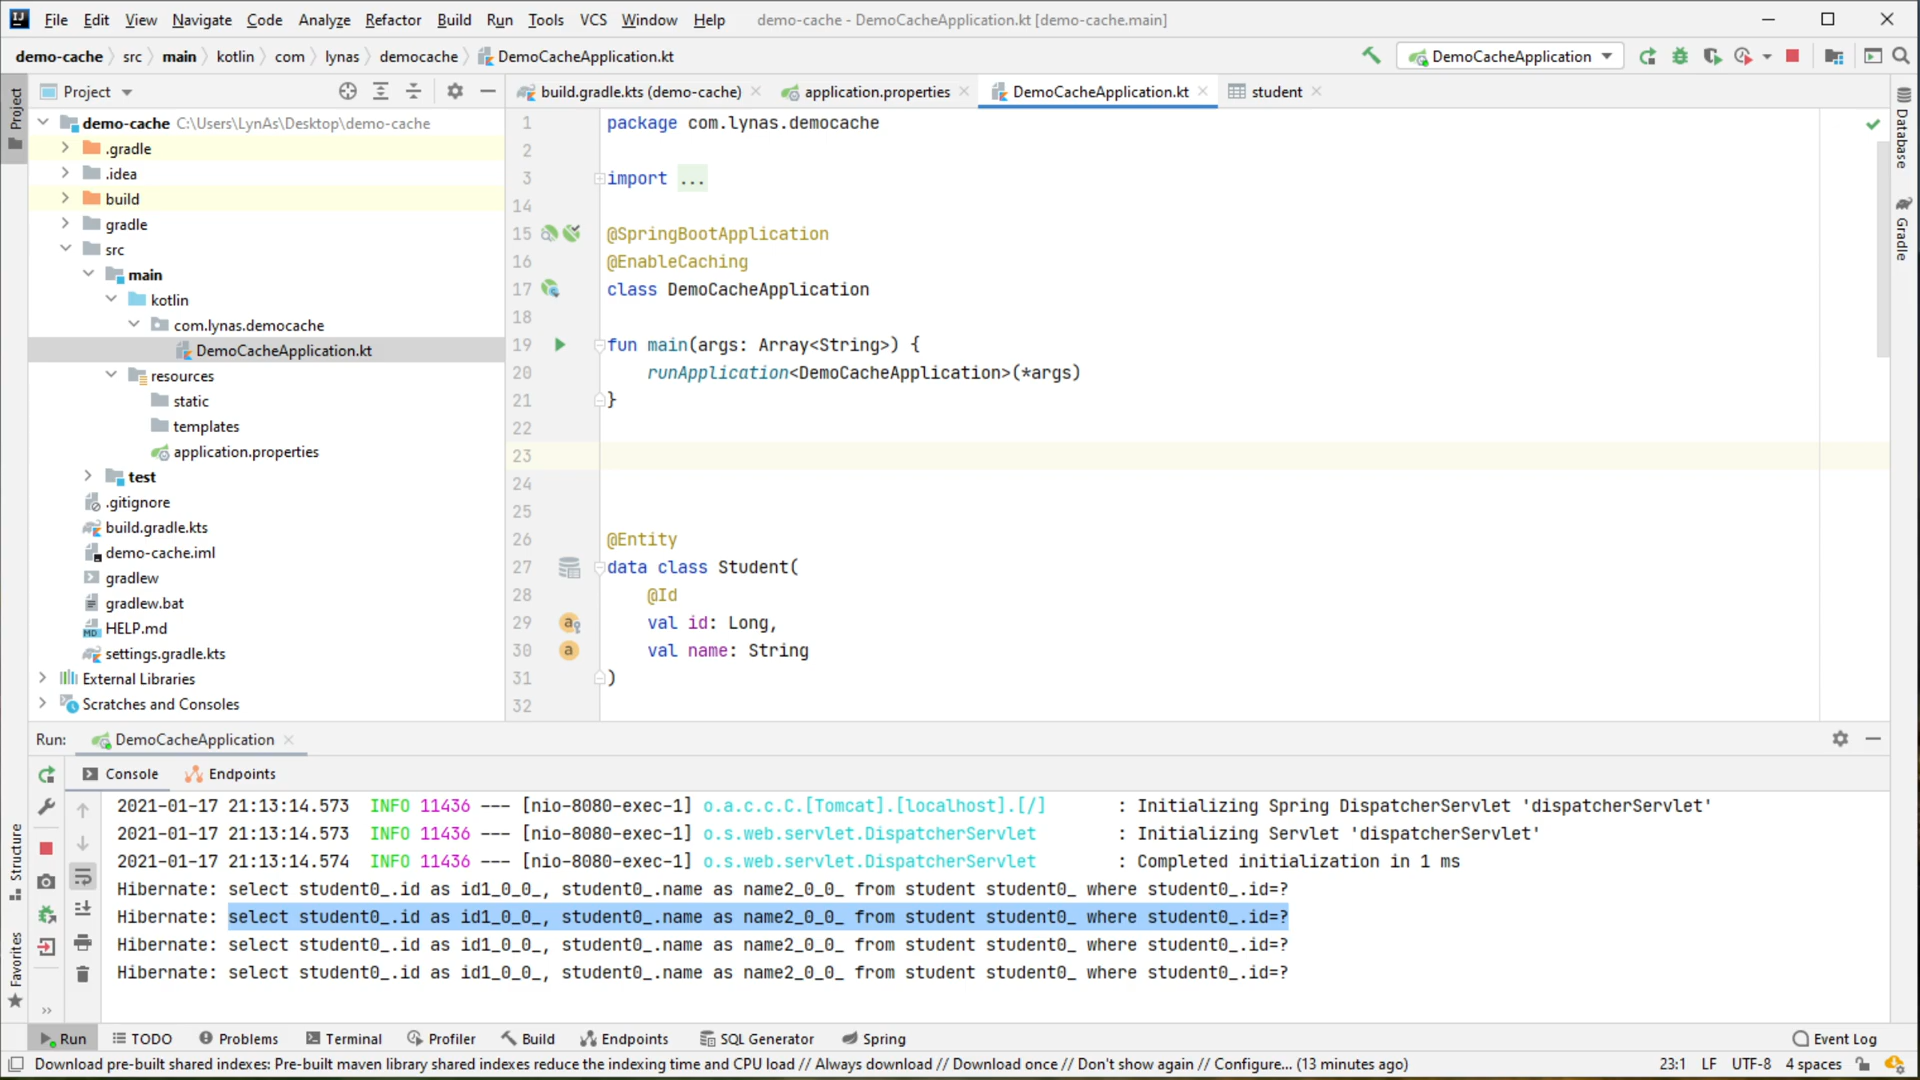 File Edit View Navigate Code Analyze Refactor Build Run Tools VCS Window Help demo-cache - DemoCacheApplication.kt [demo-cache.main]
demo-cache src main kotlin com lynas democache DemoCacheApplication.kt DemoCacheApplication
Project build.gradle.kts (demo-cache) application.properties DemoCacheApplication.kt student
Project
Structure
Favorites
Database
Gradle
demo-cache C:\Users\LynAs\Desktop\demo-cache
.gradle
.idea
build
gradle
src
main
kotlin
com.lynas.democache
DemoCacheApplication.kt
resources
static
templates
application.properties
test
.gitignore
build.gradle.kts
demo-cache.iml
gradlew
gradlew.bat
HELP.md
settings.gradle.kts
External Libraries
Scratches and Consoles
1 package com.lynas.democache
2
3 import ...
14
15 @SpringBootApplication
16 @EnableCaching
17 class DemoCacheApplication
18
19 fun main(args: Array<String>) {
20 runApplication<DemoCacheApplication>(*args)
21 }
22
23
24
25
26 @Entity
27 data class Student(
28 @Id
29 val id: Long,
30 val name: String
31 )
32
Run: DemoCacheApplication
Console Endpoints
2021-01-17 21:13:14.573 INFO 11436 --- [nio-8080-exec-1] o.a.c.c.C.[Tomcat].[localhost].[/] : Initializing Spring DispatcherServlet 'dispatcherServlet'
2021-01-17 21:13:14.573 INFO 11436 --- [nio-8080-exec-1] o.s.web.servlet.DispatcherServlet : Initializing Servlet 'dispatcherServlet'
2021-01-17 21:13:14.574 INFO 11436 --- [nio-8080-exec-1] o.s.web.servlet.DispatcherServlet : Completed initialization in 1 ms
Hibernate: select student0_.id as id1_0_0_, student0_.name as name2_0_0_ from student student0_ where student0_.id=?
Hibernate: select student0_.id as id1_0_0_, student0_.name as name2_0_0_ from student student0_ where student0_.id=?
Hibernate: select student0_.id as id1_0_0_, student0_.name as name2_0_0_ from student student0_ where student0_.id=?
Hibernate: select student0_.id as id1_0_0_, student0_.name as name2_0_0_ from student student0_ where student0_.id=?
Run TODO Problems Terminal Profiler Build Endpoints SQL Generator Spring Event Log
Download pre-built shared indexes: Pre-built maven library shared indexes reduce the indexing time and CPU load // Always download // Download once // Don't show again // Configure... (13 minutes ago) 23:1 LF UTF-8 4 spaces